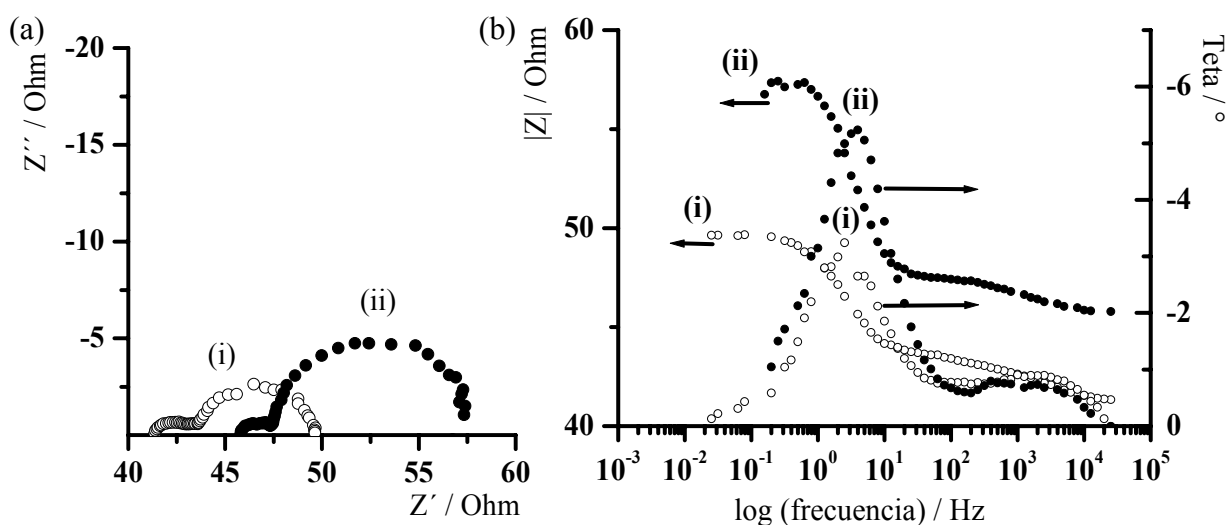 (a)
-20
-15
-10
-5
Z´´ / Ohm
(i)
(ii)
40
45
50
55
60
Z´ / Ohm
(b)
60
50
40
|Z| / Ohm
(ii)
(ii)
(i)
(i)
-6
-4
-2
0
Teta / °
10⁻³ 10⁻² 10⁻¹ 10⁰ 10¹ 10² 10³ 10⁴ 10⁵
log (frecuencia) / Hz